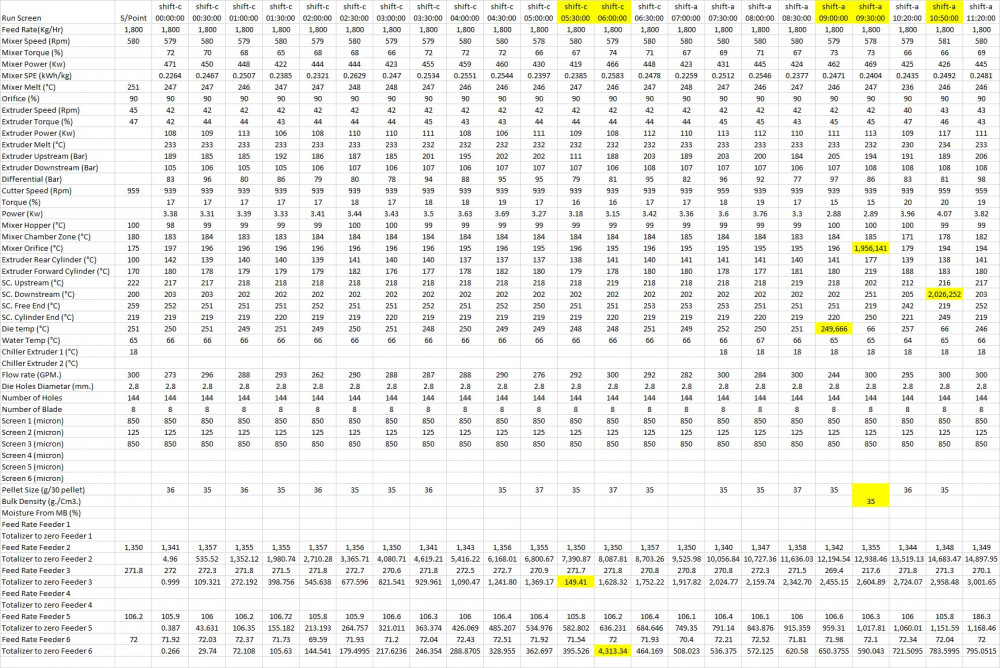 shift-c shift-c shift-c shift-c shift-c shift-c shift-c shift-c shift-c shift-c shift-c shift-c shift-c shift-c shift-a shift-a shift-a shift-a shift-a shift-a shift-a shift-a shift-a
Run Screen S/Point 00:00:00 00:30:00 01:00:00 01:30:00 02:00:00 02:30:00 03:00:00 03:30:00 04:00:00 04:30:00 05:00:00 05:30:00 06:00:00 06:30:00 07:00:00 07:30:00 08:00:00 08:30:00 09:00:00 09:30:00 10:20:00 10:50:00 11:20:00
Feed Rate(Kg/Hr) 1,800 1,800 1,800 1,800 1,800 1,800 1,800 1,800 1,800 1,800 1,800 1,800 1,800 1,800 1,800 1,800 1,800 1,800 1,800 1,800 1,800 1,800 1,800 1,800
Mixer Speed (Rpm) 580 579 580 580 579 579 579 579 580 580 580 578 580 580 579 580 580 580 580 579 578 579 581 580
Mixer Torque (%) 72 70 68 65 68 68 66 72 72 72 66 67 74 71 69 67 71 67 73 73 66 66 69
Mixer Power (Kw) 471 450 448 422 444 444 423 455 459 460 430 419 466 448 423 431 445 424 462 469 425 426 445
Mixer SPE (kWh/kg) 0.2264 0.2467 0.2507 0.2385 0.2321 0.2629 0.247 0.2534 0.2551 0.2544 0.2397 0.2385 0.2583 0.2478 0.2259 0.2512 0.2546 0.2377 0.2471 0.2404 0.2435 0.2492 0.2481
Mixer Melt (°C) 251 247 247 246 247 248 248 247 246 246 247 246 247 246 247 248 247 247 246 247 247 236 246 246
Orifice (%) 90 90 90 90 90 90 90 90 90 90 90 90 90 90 90 90 90 90 90 90 90 90 90
Extruder Speed (Rpm) 45 42 42 42 42 42 42 42 42 42 42 42 42 42 42 42 42 42 42 42 42 40 43 43
Extruder Torque (%) 47 42 44 44 43 44 44 44 45 43 43 44 44 43 44 44 45 45 43 45 45 47 46 43
Extruder Power (Kw) 108 109 113 106 108 110 110 111 108 106 111 109 108 112 110 111 112 110 111 113 109 117 111
Extruder Melt (°C) 233 233 233 233 233 233 233 232 232 232 232 232 232 232 233 233 233 233 233 232 230 234 233
Extruder Upstream (Bar) 189 185 185 192 186 187 185 201 195 202 202 111 188 203 189 203 200 184 205 194 191 189 206
Extruder Downstream (Bar) 105 106 105 105 106 107 106 107 106 107 107 107 107 108 107 107 108 107 108 107 108 108 108
Differential (Bar) 83 96 80 86 79 80 78 94 88 95 95 79 81 95 82 96 92 77 97 86 83 81 98
Cutter Speed (Rpm) 959 939 939 939 939 939 939 939 939 939 939 939 939 939 939 939 959 939 939 939 939 939 959 959
Torque (%) 17 17 17 17 17 18 17 18 18 18 17 16 16 17 17 18 19 17 15 15 20 20 19
Power (Kw) 3.38 3.31 3.39 3.33 3.41 3.44 3.43 3.5 3.63 3.69 3.27 3.18 3.15 3.42 3.36 3.6 3.76 3.3 2.88 2.89 3.96 4.07 3.82
Mixer Hopper (°C) 100 98 99 99 99 99 100 100 99 99 99 99 99 99 99 99 99 99 99 100 100 99 99 100
Mixer Chamber Zone (°C) 180 183 184 183 183 184 184 184 184 184 184 184 184 184 184 185 184 184 183 184 185 171 178 182
Mixer Orifice (°C) 175 197 196 196 196 196 196 196 195 196 195 196 195 196 195 195 195 195 195 196 1,956,141 179 194 194
Extruder Rear Cylinder (°C) 100 142 139 140 140 139 141 140 140 137 137 135 138 141 140 140 140 141 140 141 177 139 138 141
Extruder Forward Cylinder (°C) 170 180 178 179 179 179 182 176 177 178 182 180 179 180 178 180 178 177 181 180 219 188 183 180
SC. Upstream (°C) 222 217 217 218 218 218 218 218 218 218 218 218 218 218 218 218 218 218 218 218 202 212 216 217
SC. Downstream (°C) 200 203 203 202 202 202 202 202 202 202 202 202 202 202 202 202 202 202 202 202 251 205 2,026,252 203
SC. Free End (°C) 259 252 251 251 251 252 251 251 251 252 250 251 251 251 253 253 252 252 251 251 219 242 219 252
SC. Cylinder End (°C) 219 219 219 219 220 219 219 219 219 219 219 219 219 219 219 219 219 219 219 220 250 221 249 219
Die temp (°C) 251 250 251 249 251 249 250 251 248 250 249 249 248 248 251 249 252 250 251 249,666 66 257 66 246
Water Temp (°C) 65 66 66 66 66 66 66 66 66 66 66 66 66 66 66 66 66 67 66 65 65 64 65 66
Chiller Extruder 1 (°C) 18 18 18 18 18 18 18 18 18
Chiller Extruder 2 (°C)
Flow rate (GPM.) 300 273 296 288 293 262 290 288 287 288 290 276 292 300 292 282 300 284 300 244 300 295 300 300
Die Holes Diametar (mm.) 2.8 2.8 2.8 2.8 2.8 2.8 2.8 2.8 2.8 2.8 2.8 2.8 2.8 2.8 2.8 2.8 2.8 2.8 2.8 2.8 2.8 2.8 2.8 2.8
Number of Holes 144 144 144 144 144 144 144 144 144 144 144 144 144 144 144 144 144 144 144 144 144 144 144 144
Number of Blade 8 8 8 8 8 8 8 8 8 8 8 8 8 8 8 8 8 8 8 8 8 8 8 8
Screen 1 (micron) 850 850 850 850 850 850 850 850 850 850 850 850 850 850 850 850 850 850 850 850 850 850 850 850
Screen 2 (micron) 125 125 125 125 125 125 125 125 125 125 125 125 125 125 125 125 125 125 125 125 125 125 125 125
Screen 3 (micron) 850 850 850 850 850 850 850 850 850 850 850 850 850 850 850 850 850 850 850 850 850 850 850 850
Screen 4 (micron)
Screen 5 (micron)
Screen 6 (micron)
Pellet Size (g/30 pellet) 36 35 36 35 36 35 35 36 35 37 35 37 35 35 35 37 35 36 35
Bulk Density (g./Cm3.) 35
Moisture From MB (%)
Feed Rate Feeder 1
Totalizer to zero Feeder 1
Feed Rate Feeder 2 1,350 1,341 1,357 1,355 1,355 1,357 1,356 1,350 1,341 1,343 1,356 1,355 1,350 1,350 1,357 1,350 1,340 1,347 1,358 1,342 1,355 1,344 1,348 1,349
Totalizer to zero Feeder 2 4.96 535.52 1,352.12 1,980.74 2,710.28 3,365.71 4,080.71 4,619.21 5,416.22 6,168.01 6,800.67 7,390.87 8,087.81 8,703.26 9,525.98 10,056.84 10,727.36 11,636.03 12,194.54 12,938.46 13,519.13 14,683.47 14,897.95
Feed Rate Feeder 3 271.8 272 272.3 271.8 271.5 271.8 272.7 270.6 271.8 272.5 272.7 270.9 271.7 271.8 270.8 270.8 270.8 272.3 271.5 269.4 217.6 271.8 271.3 270.1
Totalizer to zero Feeder 3 0.999 109.321 272.192 398.756 545.638 677.596 821.541 929.961 1,090.47 1,241.80 1,369.17 149.41 1,628.32 1,752.22 1,917.82 2,024.77 2,159.74 2,342.70 2,455.15 2,604.89 2,724.07 2,958.48 3,001.65
Feed Rate Feeder 4
Totalizer to zero Feeder 4
Feed Rate Feeder 5 106.2 105.9 106 106.2 106.72 105.8 105.9 106.6 106.3 106 106.4 106.4 105.8 106.3 106.2 106 106.4 106.1 106.1 106.6 106.3 106 105.8 186.3
Totalizer to zero Feeder 5 0.387 43.631 106.35 155.182 213.193 264.757 321.011 363.374 426.069 485.207 534.976 582.802 636.231 684.646 749.35 791.14 843.876 915.359 959.31 1,017.81 1,060.01 1,151.59 1,168.46
Feed Rate Feeder 6 72 71.92 72.03 72.37 71.73 69.59 71.93 71.2 72.04 72.43 72.51 71.92 71.54 72 71.93 70.4 72.21 72.52 71.81 71.98 72.1 72.34 72.04 72
Totalizer to zero Feeder 6 0.266 29.74 72.108 105.63 144.541 179.4995 217.6236 246.354 288.8705 328.955 362.6995 395.526 4,313.34 464.169 508.023 536.375 572.125 620.58 650.3755 590.043 721.5095 783.5995 795.0515